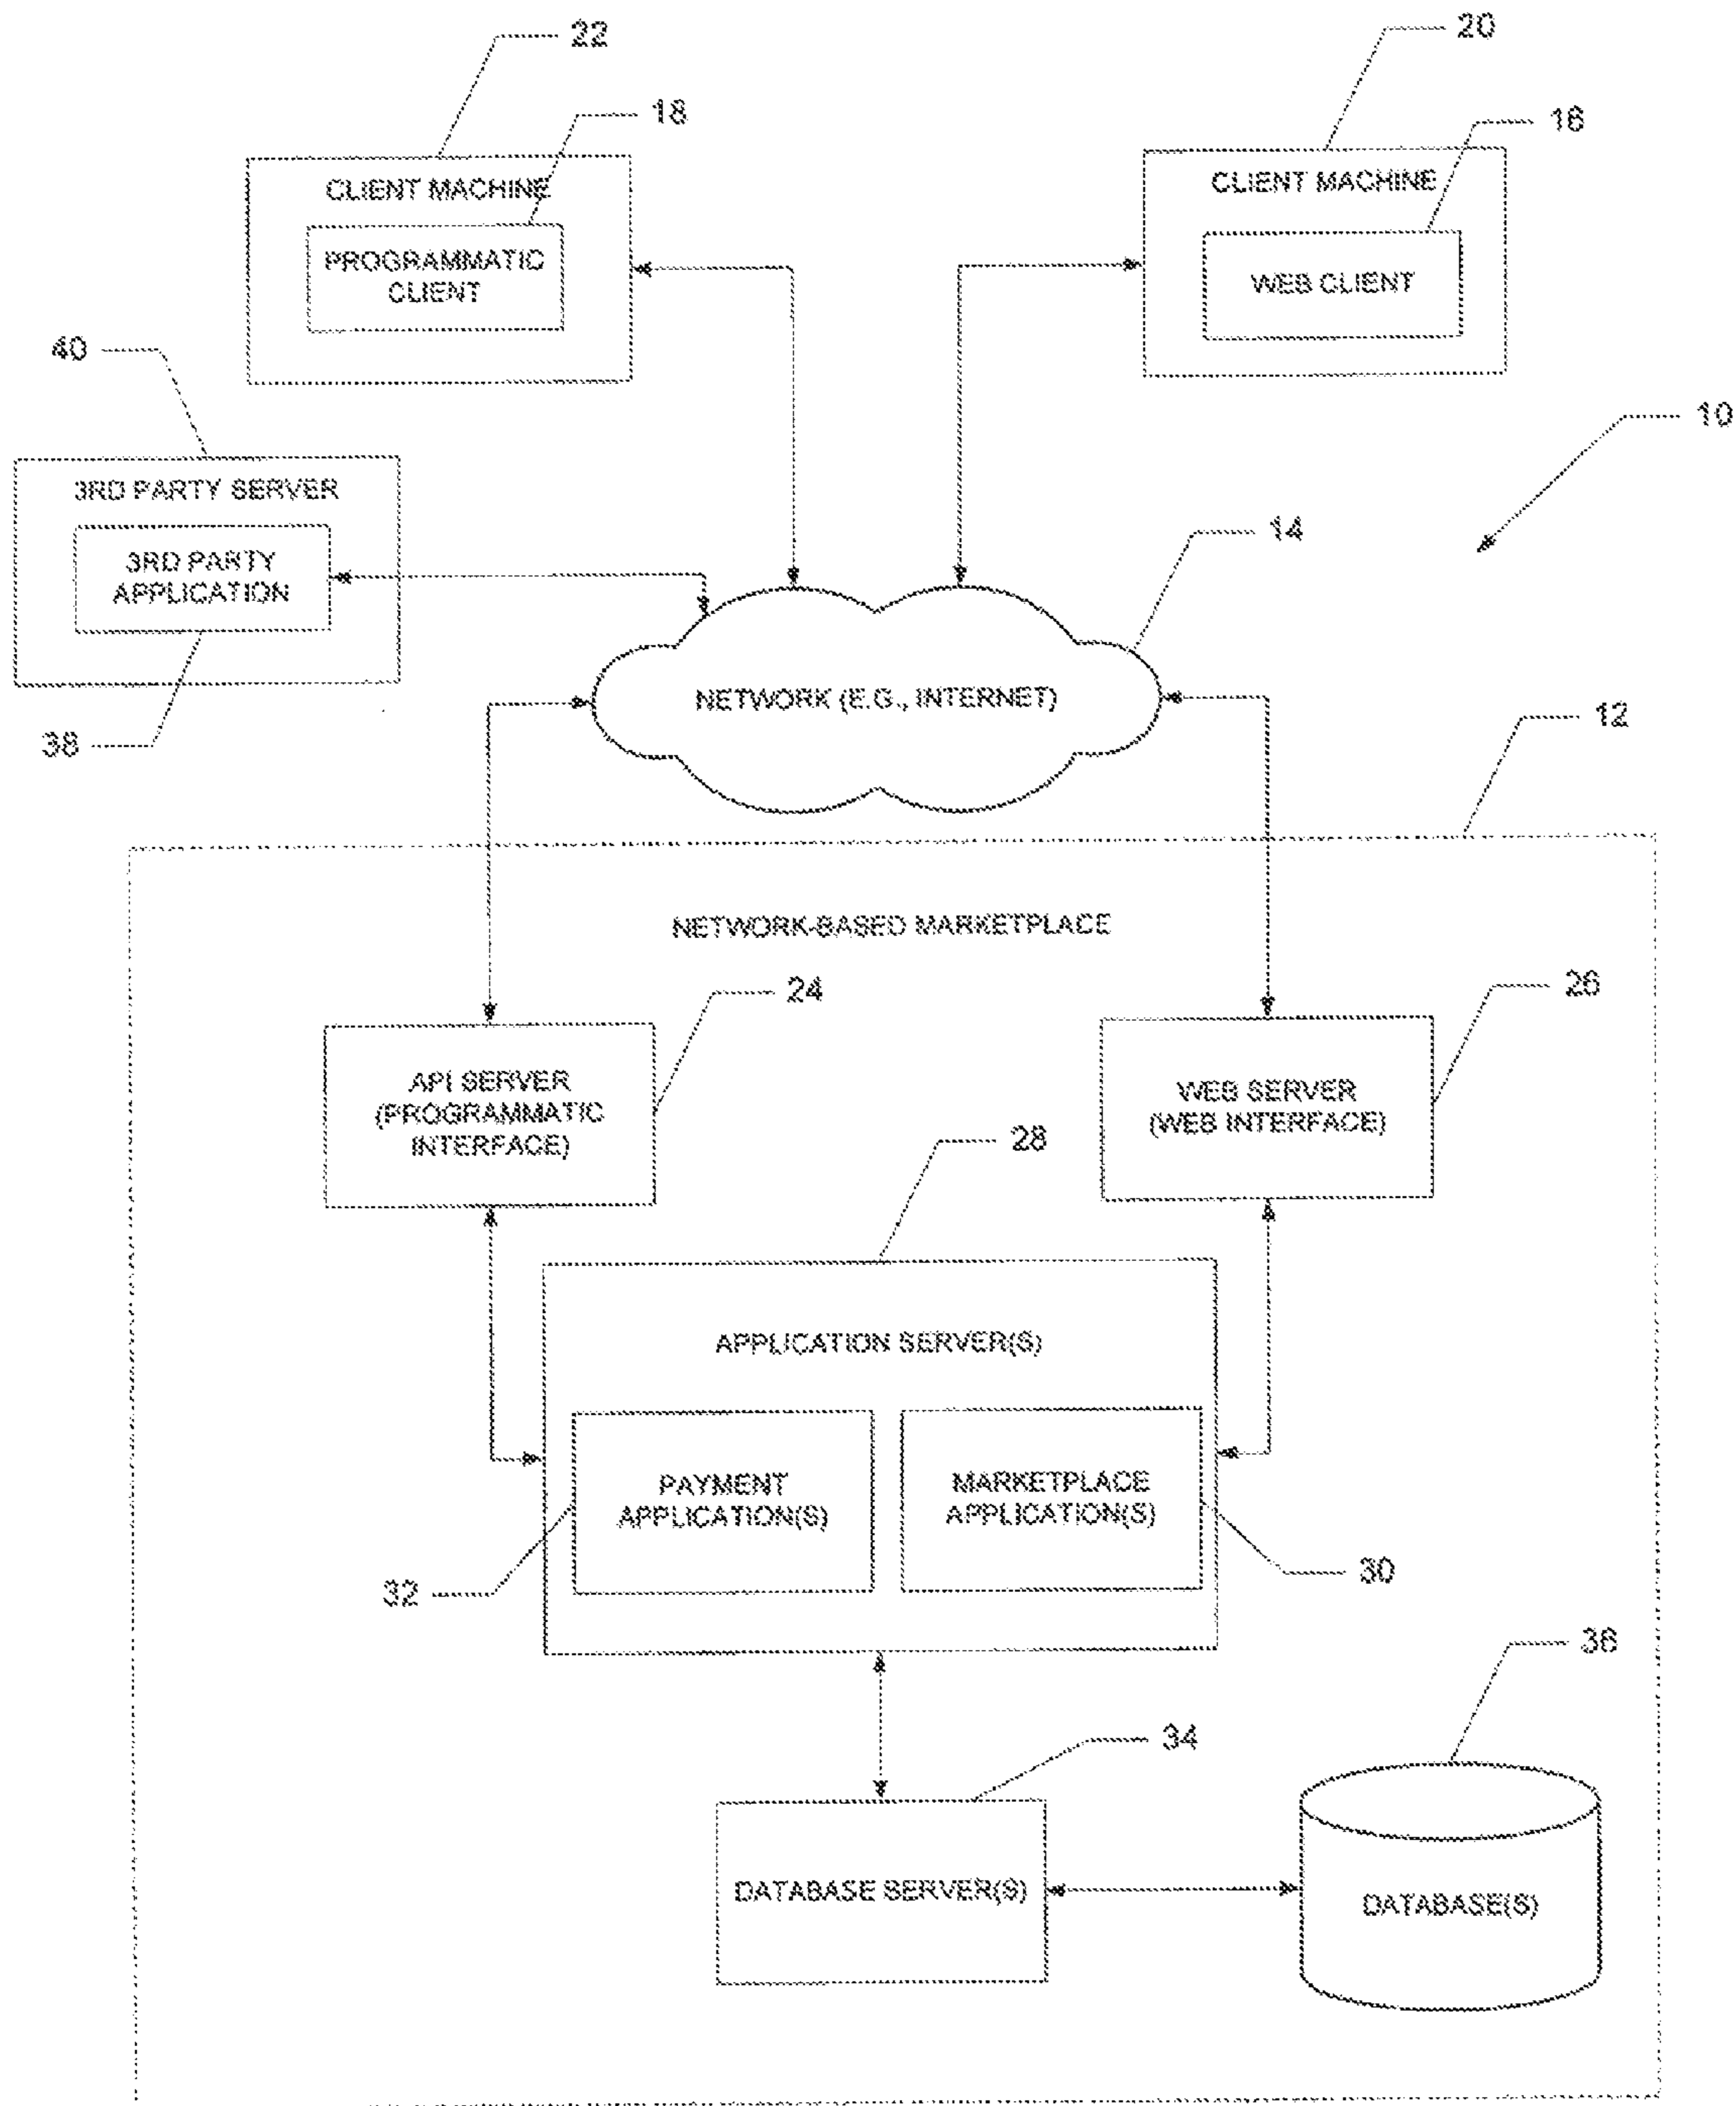 22
20
18
16
CLIENT MACHINE
CLIENT MACHINE
PROGRAMMATIC
CLIENT
WEB CLIENT
40
10
3RD PARTY SERVER
3RD PARTY
APPLICATION
14
38
NETWORK (E.G., INTERNET)
12
NETWORK-BASED MARKETPLACE
24
26
API SERVER
(PROGRAMMATIC
INTERFACE)
WEB SERVER
(WEB INTERFACE)
28
APPLICATION SERVER(S)
PAYMENT
APPLICATION(S)
MARKETPLACE
APPLICATION(S)
32
30
36
34
DATABASE SERVER(S)
DATABASE(S)